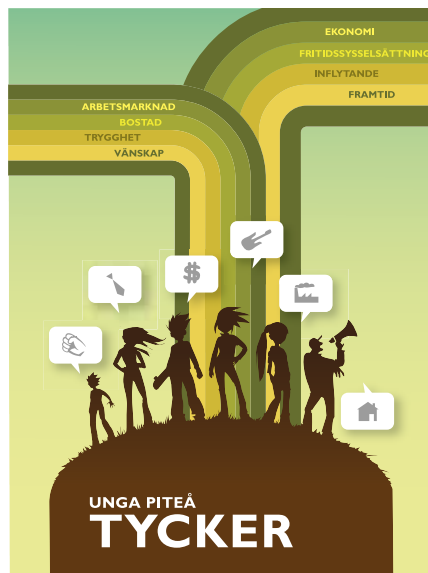 EKONOMI
FRITIDSSYSSELSÄTTNING
INFLYTANDE
FRAMTID
ARBETSMARKNAD
BOSTAD
TRYGGHET
VÄNSKAP
$
UNGA PITEÅ
TYCKER